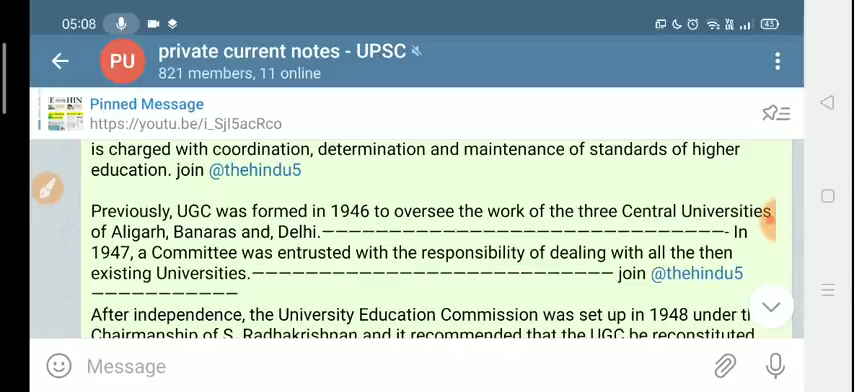 05:08
45
PU
private current notes - UPSC
821 members, 11 online
Pinned Message
https://youtu.be/i_SjI5acRco
is charged with coordination, determination and maintenance of standards of higher
education. join @thehindu5
Previously, UGC was formed in 1946 to oversee the work of the three Central Universities
of Aligarh, Banaras and, Delhi.——————————————————————————————- In
1947, a Committee was entrusted with the responsibility of dealing with all the then
existing Universities.——————————————————————————— join @thehindu5
———————————
After independence, the University Education Commission was set up in 1948 under
Chairmanship of S. Radhakrishnan and it recommended that the UGC be reconstituted
Message